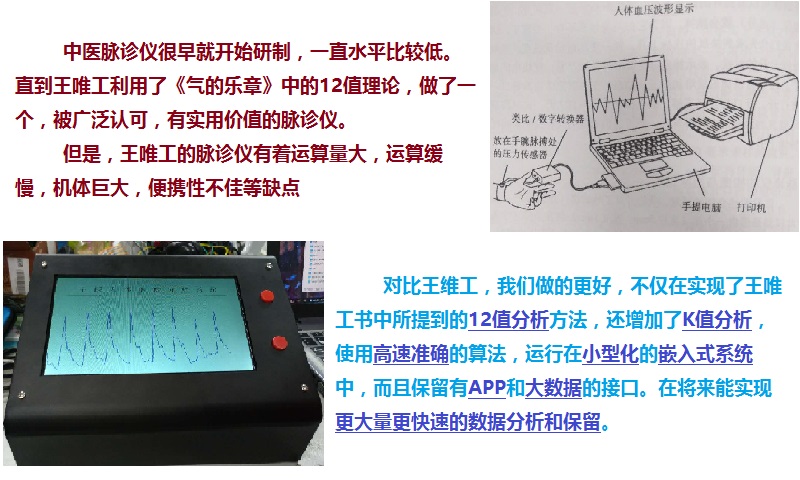 中医脉诊仪很早就开始研制，一直水平比较低。
直到王唯工利用了《气的乐章》中的12值理论，做了一
个，被广泛认可，有实用价值的脉诊仪。
但是，王唯工的脉诊仪有着运算量大，运算缓
慢，机体巨大，便携性不佳等缺点
人体血压波形显示
类比/数字转换器
放在手腕脉搏处
的压力传感器
手提电脑
打印机
对比王维工，我们做的更好，不仅在实现了王唯
工书中所提到的12值分析方法，还增加了K值分析，
使用高速准确的算法，运行在小型化的嵌入式系统
中，而且保留有APP和大数据的接口。在将来能实现
更大量更快速的数据分析和保留。